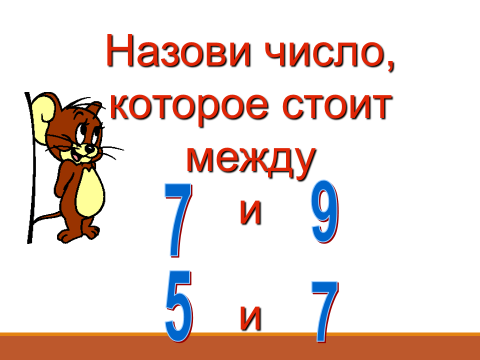 Назови число,
которое стоит
между
7 и 9
5 и 7